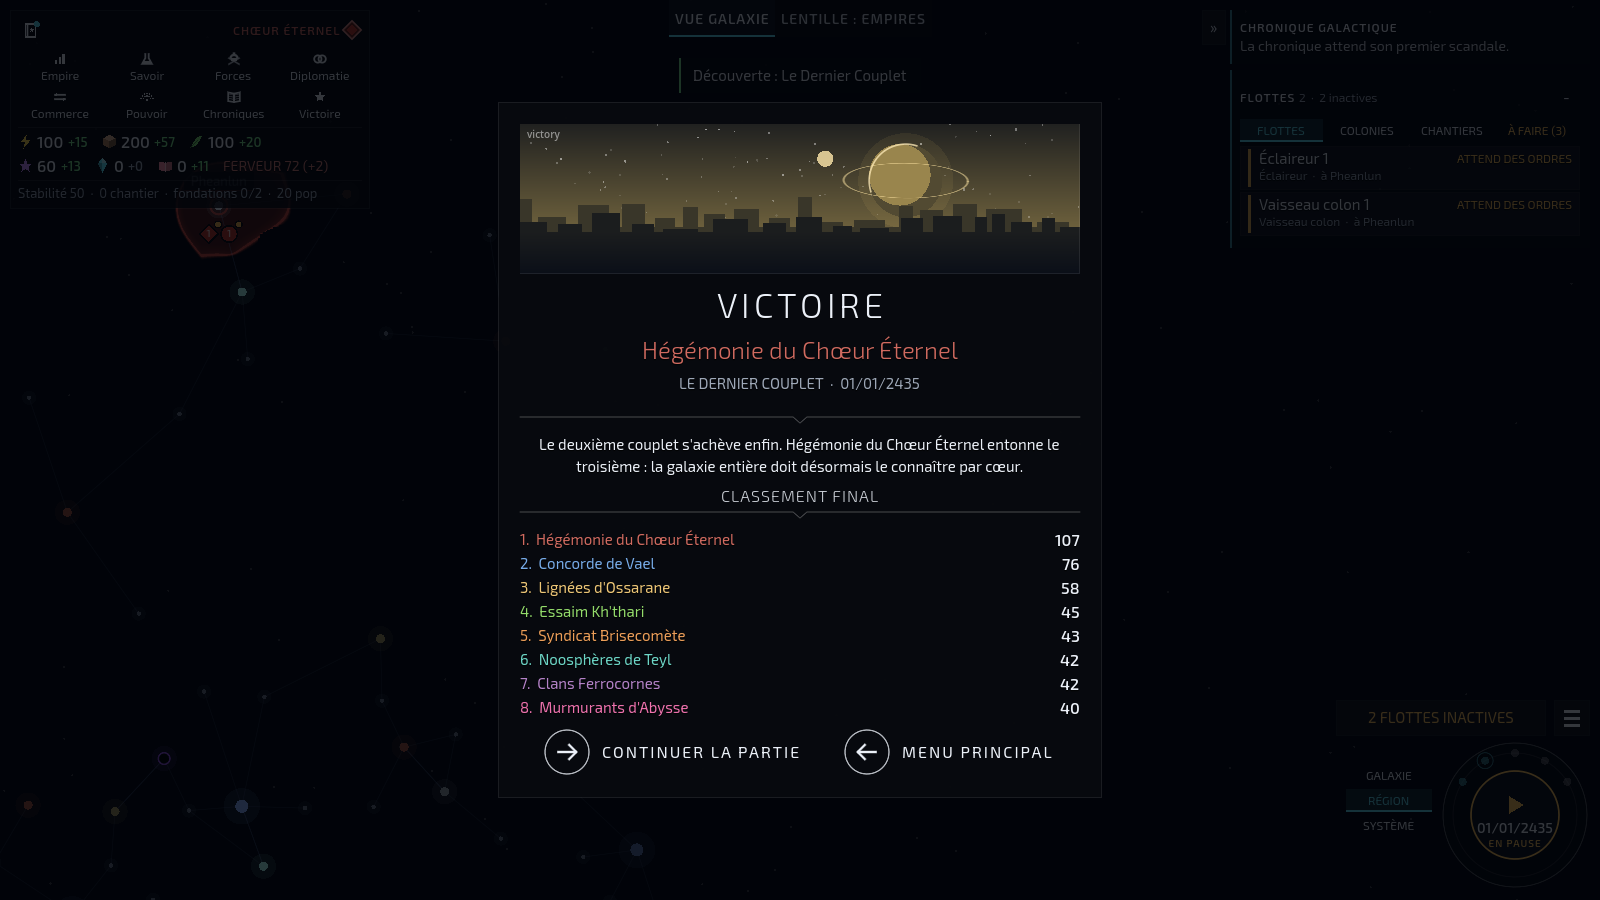 CHŒUR ÉTERNEL
Empire
Savoir
Forces
Diplomatie
Commerce
Pouvoir
Chroniques
Victoire
100 +15
200 +57
100 +20
60 +13
0 +0
0 +11
FERVEUR 72 (+2)
Stabilité 50 · 0 chantier · fondations 0/2 · 20 pop
1
1
VUE GALAXIE
LENTILLE : EMPIRES
Découverte : Le Dernier Couplet
victory
VICTOIRE
Hégémonie du Chœur Éternel
LE DERNIER COUPLET · 01/01/2435
Le deuxième couplet s'achève enfin. Hégémonie du Chœur Éternel entonne le
troisième : la galaxie entière doit désormais le connaître par cœur.
CLASSEMENT FINAL
1. Hégémonie du Chœur Éternel 107
2. Concorde de Vael 76
3. Lignées d'Ossarane 58
4. Essaim Kh'thari 45
5. Syndicat Brisecomète 43
6. Noosphères de Teyl 42
7. Clans Ferrocornes 42
8. Murmurants d'Abysse 40
CONTINUER LA PARTIE
MENU PRINCIPAL
»
CHRONIQUE GALACTIQUE
La chronique attend son premier scandale.
FLOTTES 2 · 2 inactives –
FLOTTES
COLONIES
CHANTIERS
À FAIRE (3)
Éclaireur 1 ATTEND DES ORDRES
Éclaireur · à Pheanlun
Vaisseau colon 1 ATTEND DES ORDRES
Vaisseau colon · à Pheanlun
2 FLOTTES INACTIVES
GALAXIE
RÉGION
SYSTÈME
01/01/2435
EN PAUSE